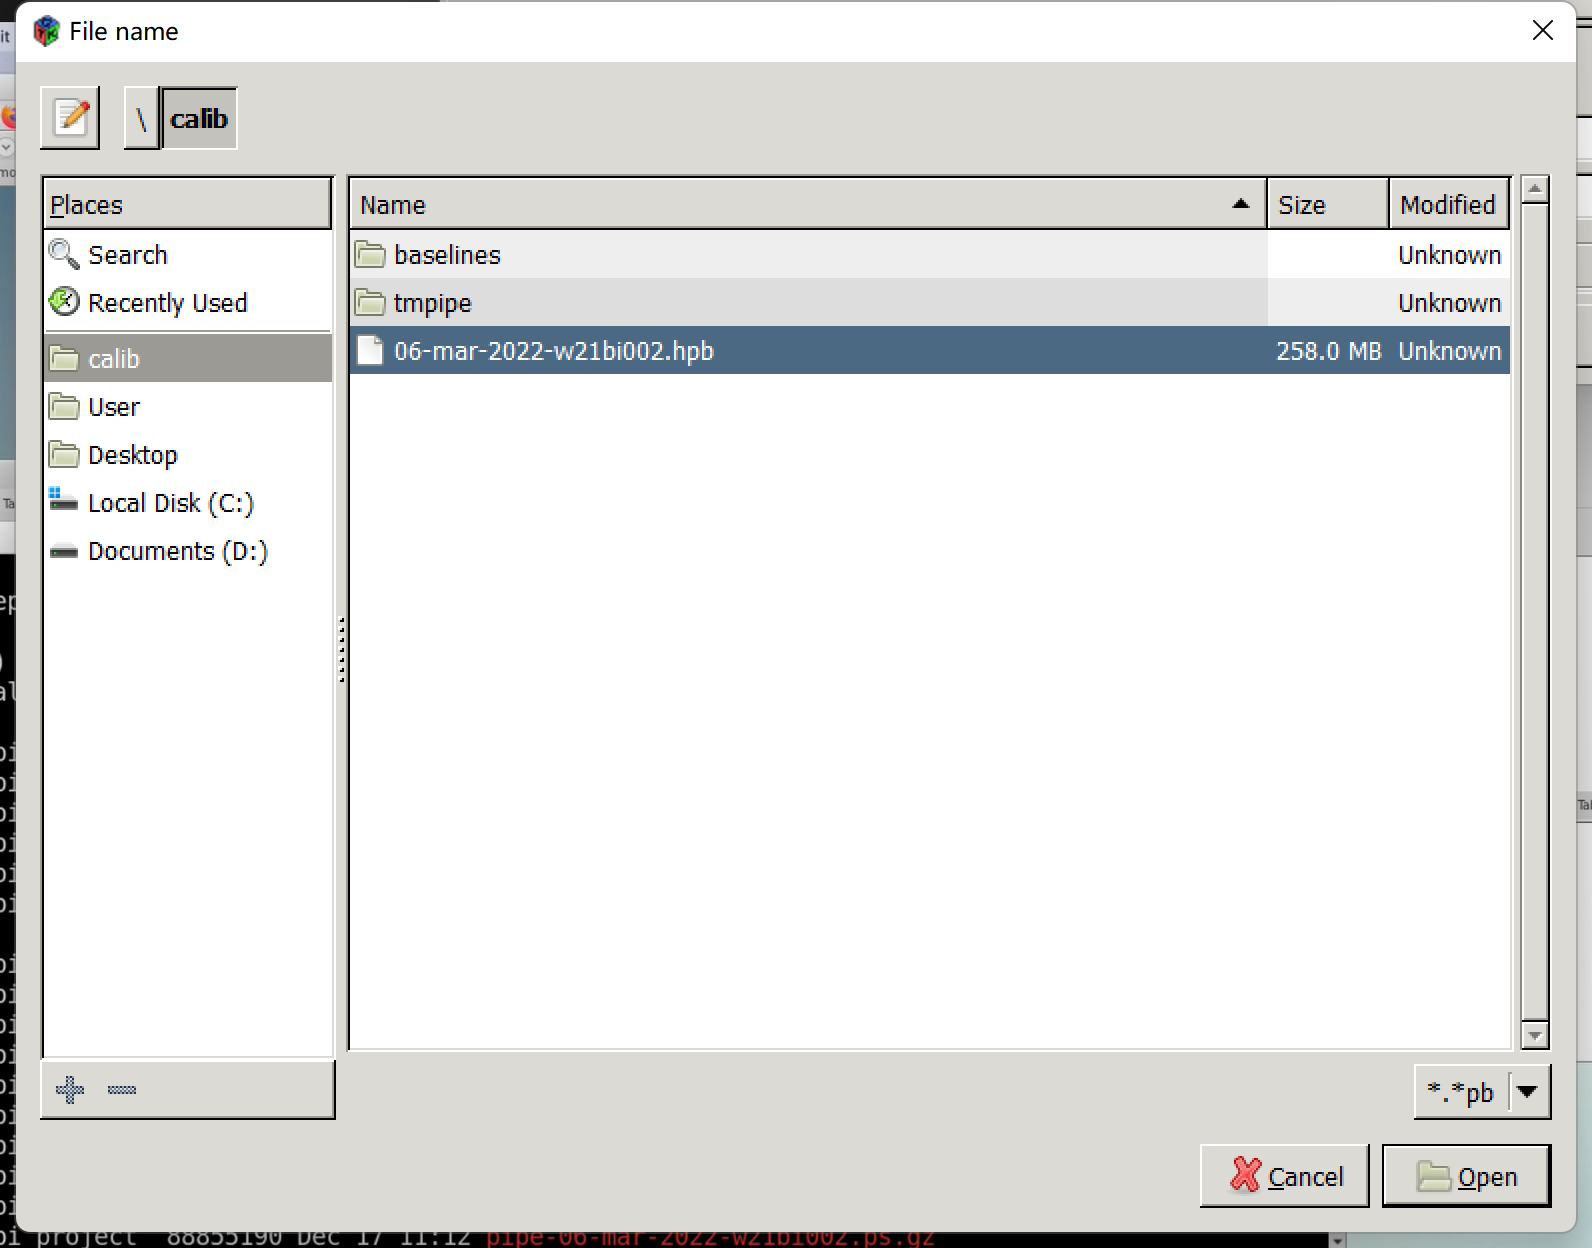 File name
\ calib
Places
Search
Recently Used
calib
User
Desktop
Local Disk (C:)
Documents (D:)
Name Size Modified
baselines Unknown
tmpipe Unknown
06-mar-2022-w21bi002.hpb 258.0 MB Unknown
*.*pb
Cancel Open
project 88855190 Dec 17 11:12 pipe-06-mar-2022-w21bi002.ps.gz